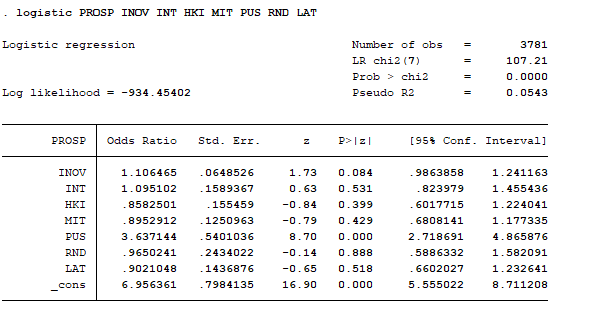 . logistic PROSP INOV INT HKI MIT PUS RND LAT
Logistic regression Number of obs = 3781
LR chi2(7) = 107.21
Prob > chi2 = 0.0000
Log likelihood = -934.45402 Pseudo R2 = 0.0543
PROSP Odds Ratio Std. Err. z P>|z| [95% Conf. Interval]
INOV 1.106465 .0648526 1.73 0.084 .9863858 1.241163
INT 1.095102 .1589367 0.63 0.531 .823979 1.455436
HKI .8582501 .155459 -0.84 0.399 .6017715 1.224041
MIT .8952912 .1250963 -0.79 0.429 .6808141 1.177335
PUS 3.637144 .5401036 8.70 0.000 2.718691 4.865876
RND .9650241 .2434022 -0.14 0.888 .5886332 1.582091
LAT .9021048 .1436876 -0.65 0.518 .6602027 1.232641
_cons 6.956361 .7984135 16.90 0.000 5.555022 8.711208